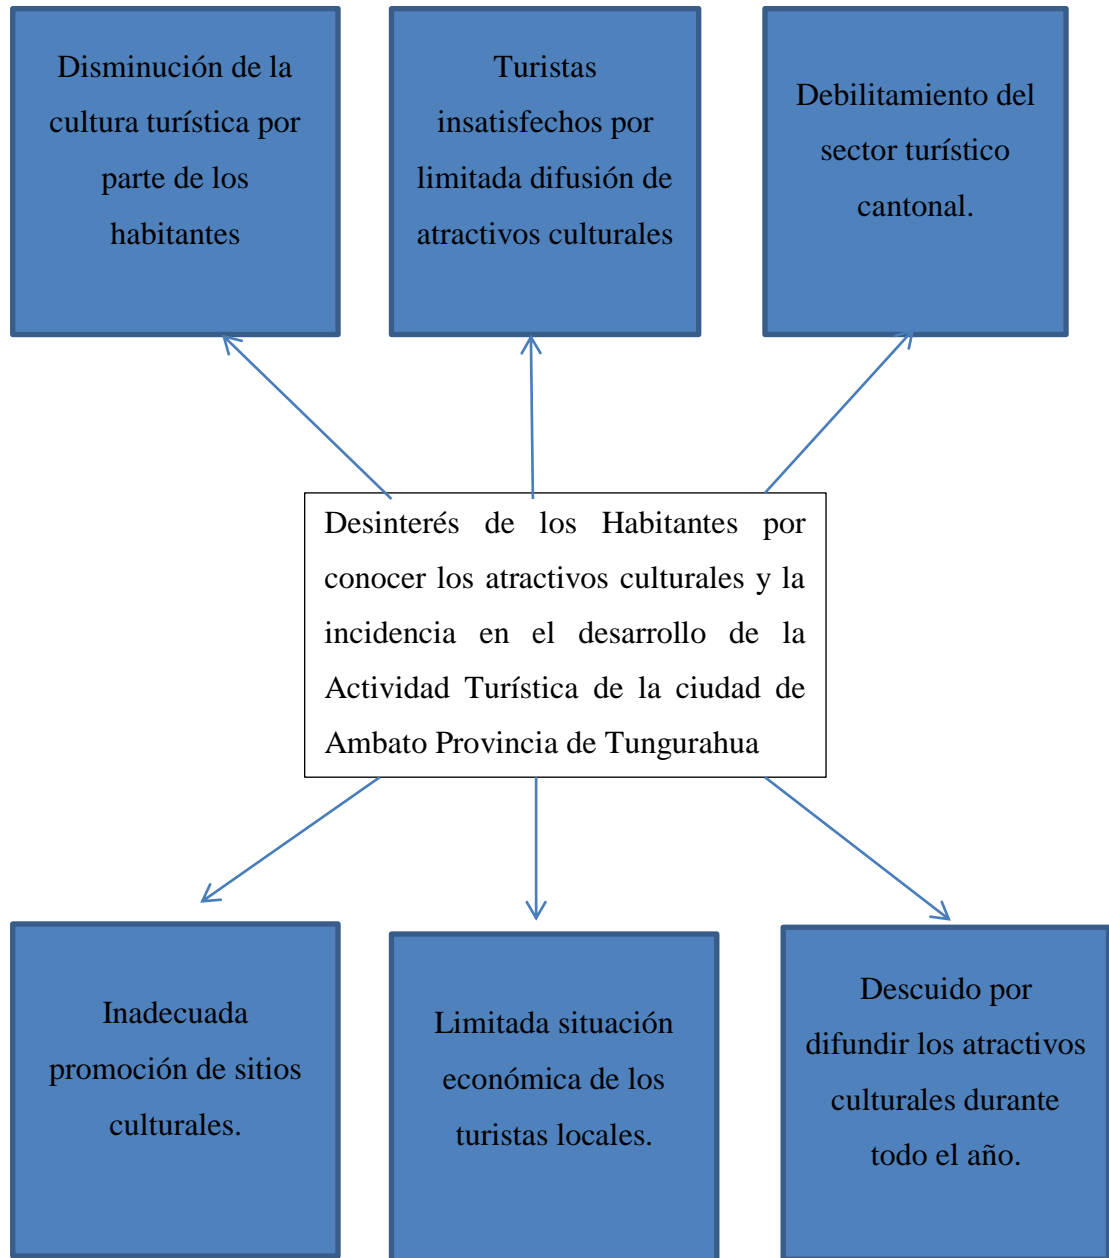 Disminución de la
cultura turística por
parte de los
habitantes
Turistas
insatisfechos por
limitada difusión de
atractivos culturales
Debilitamiento del
sector turístico
cantonal.
Desinterés de los Habitantes por
conocer los atractivos culturales y la
incidencia en el desarrollo de la
Actividad Turística de la ciudad de
Ambato Provincia de Tungurahua
Inadecuada
promoción de sitios
culturales.
Limitada situación
económica de los
turistas locales.
Descuido por
difundir los atractivos
culturales durante
todo el año.